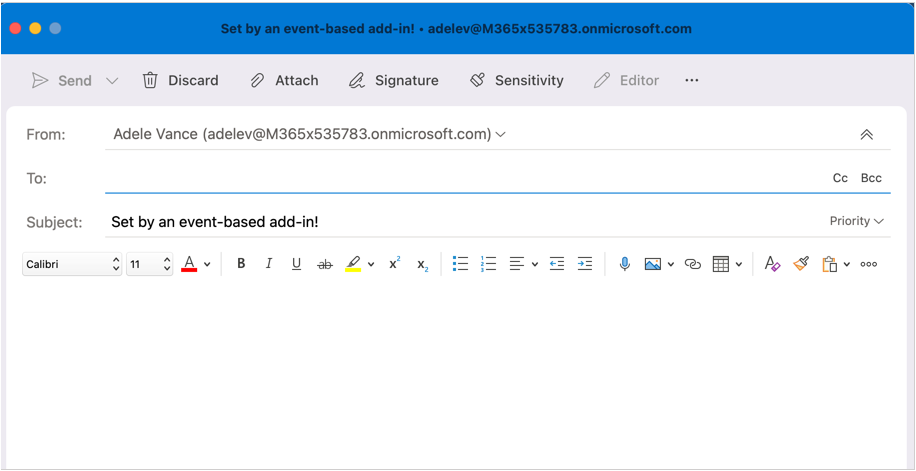 Set by an event-based add-in! • adelev@M365x535783.onmicrosoft.com
Send Discard Attach Signature Sensitivity Editor ...
From: Adele Vance (adelev@M365x535783.onmicrosoft.com)
To: Cc Bcc
Subject: Set by an event-based add-in! Priority
Calibri 11 A B I U ab x² x₂